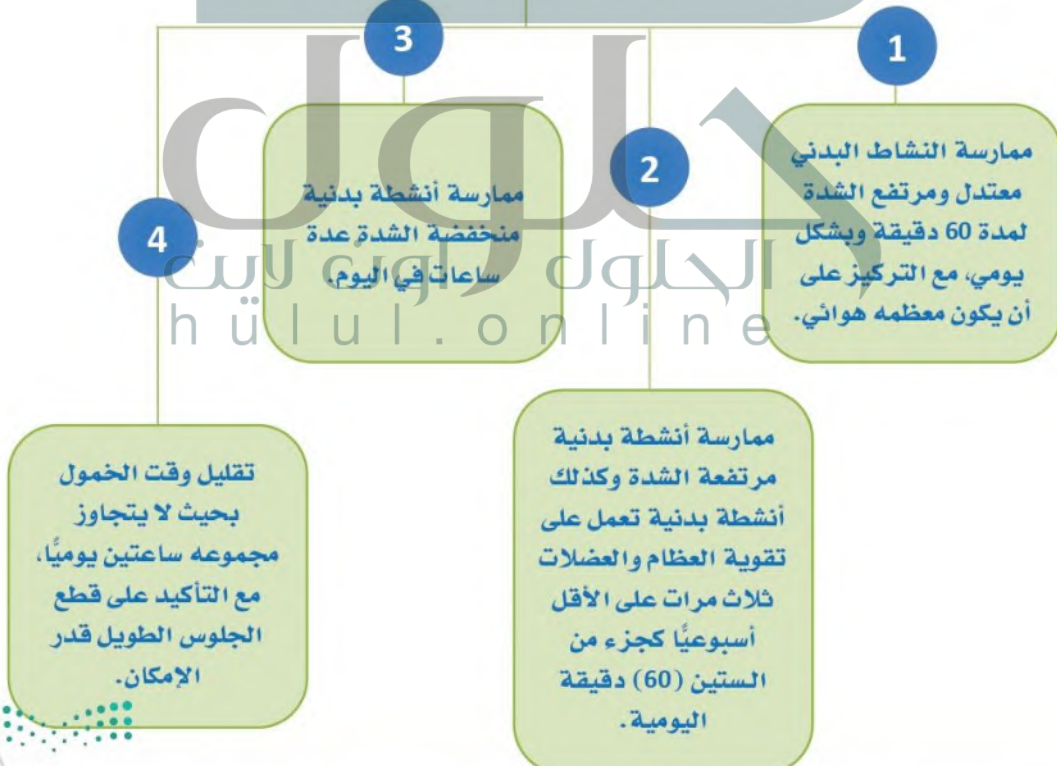 1
ممارسة النشاط البدني
معتدل ومرتفع الشدة
لمدة 60 دقيقة وبشكل
يومي، مع التركيز على
أن يكون معظمه هوائي.
2
ممارسة أنشطة بدنية
مرتفعة الشدة وكذلك
أنشطة بدنية تعمل على
تقوية العظام والعضلات
ثلاث مرات على الأقل
أسبوعيًّا كجزء من
الستين (60) دقيقة
اليومية.
3
ممارسة أنشطة بدنية
منخفضة الشدة عدة
ساعات في اليوم.
4
تقليل وقت الخمول
بحيث لا يتجاوز
مجموعه ساعتين يوميًّا،
مع التأكيد على قطع
الجلوس الطويل قدر
الإمكان.
حلول
الحلول اون لاين
hulul.online